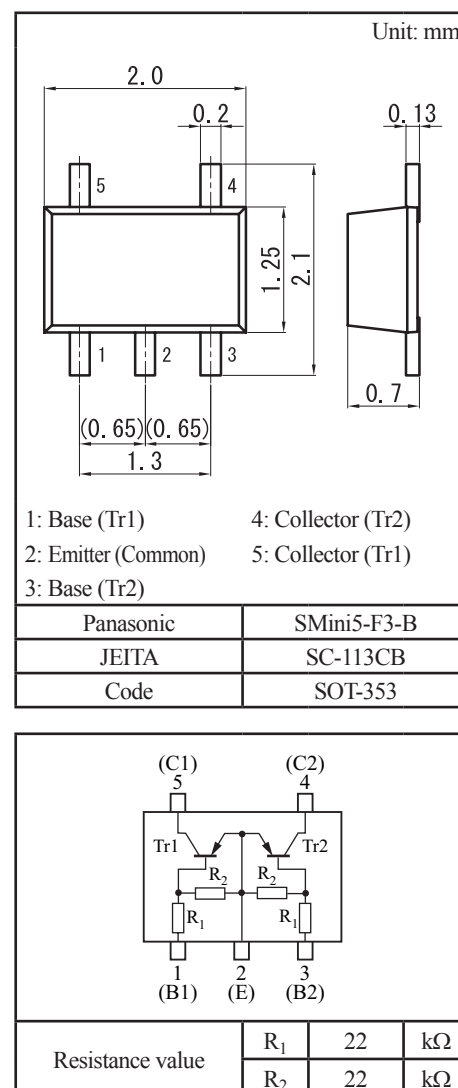 Unit: mm
2.0
0.2
0.13
5
4
1.25
2.1
1
2
3
0.7
(0.65)(0.65)
1.3
1: Base (Tr1) 4: Collector (Tr2)
2: Emitter (Common) 5: Collector (Tr1)
3: Base (Tr2)
Panasonic SMini5-F3-B
JEITA SC-113CB
Code SOT-353
(C1) (C2)
5 4
Tr1 Tr2
R2 R2
R1 R1
1 2 3
(B1) (E) (B2)
Resistance value R1 22 kΩ
R2 22 kΩ